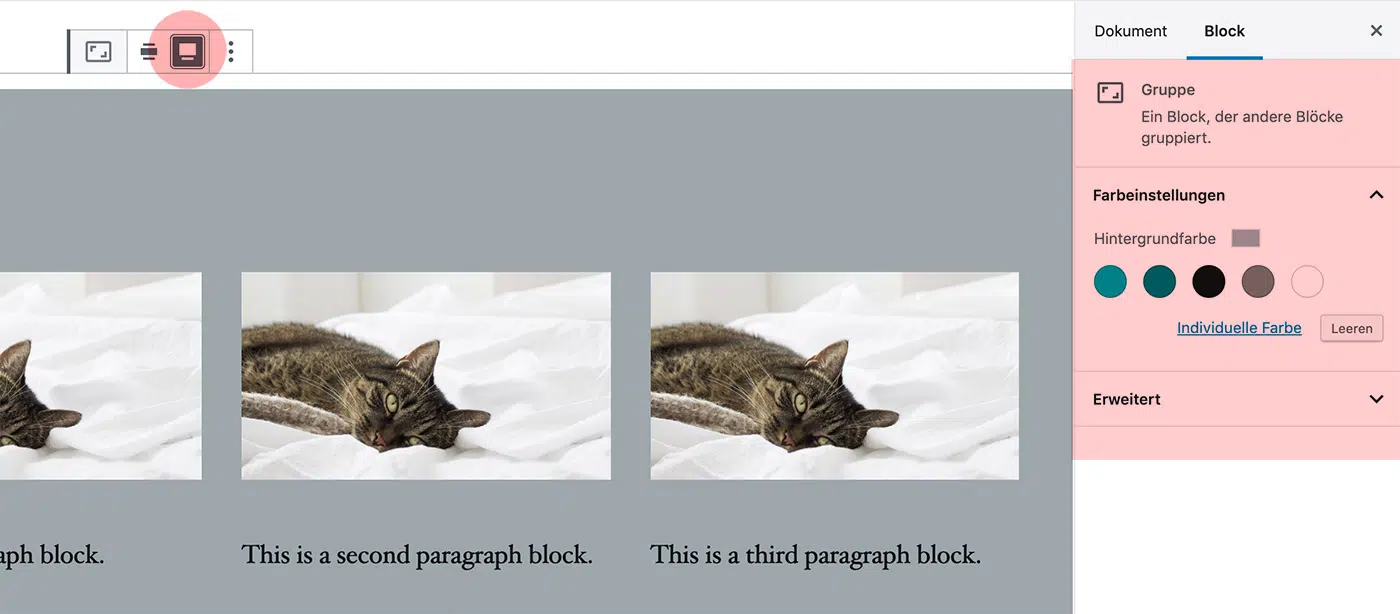 Dokument Block
Gruppe
Ein Block, der andere Blöcke
gruppiert.
Farbeinstellungen
Hintergrundfarbe
Individuelle Farbe Leeren
Erweitert
aph block.
This is a second paragraph block.
This is a third paragraph block.